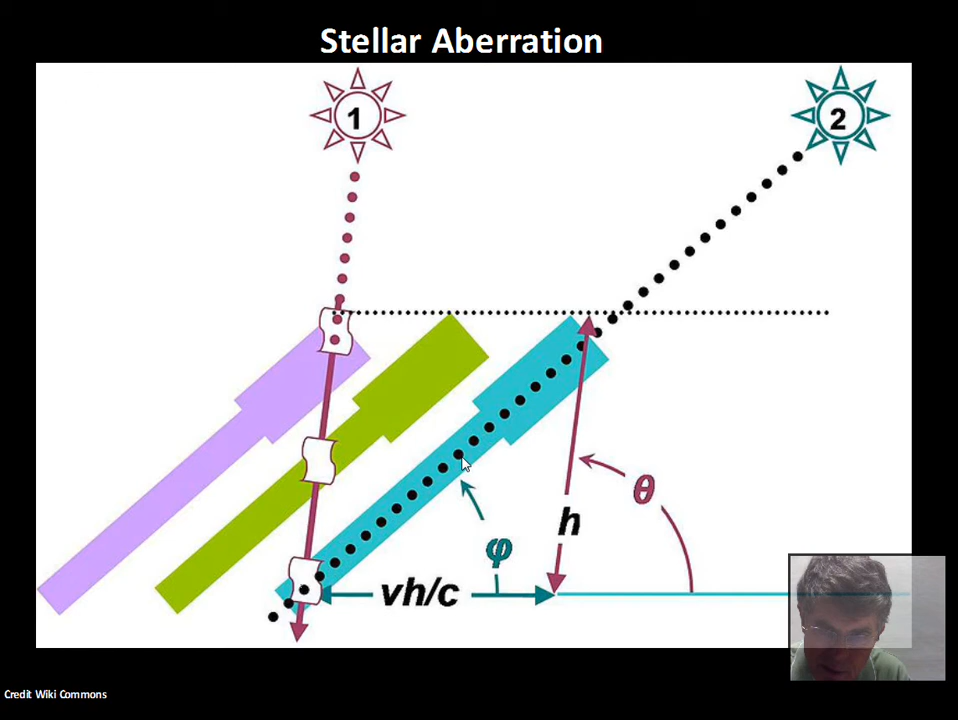 Stellar Aberration
1
2
θ
h
φ
vh/c
Credit Wiki Commons